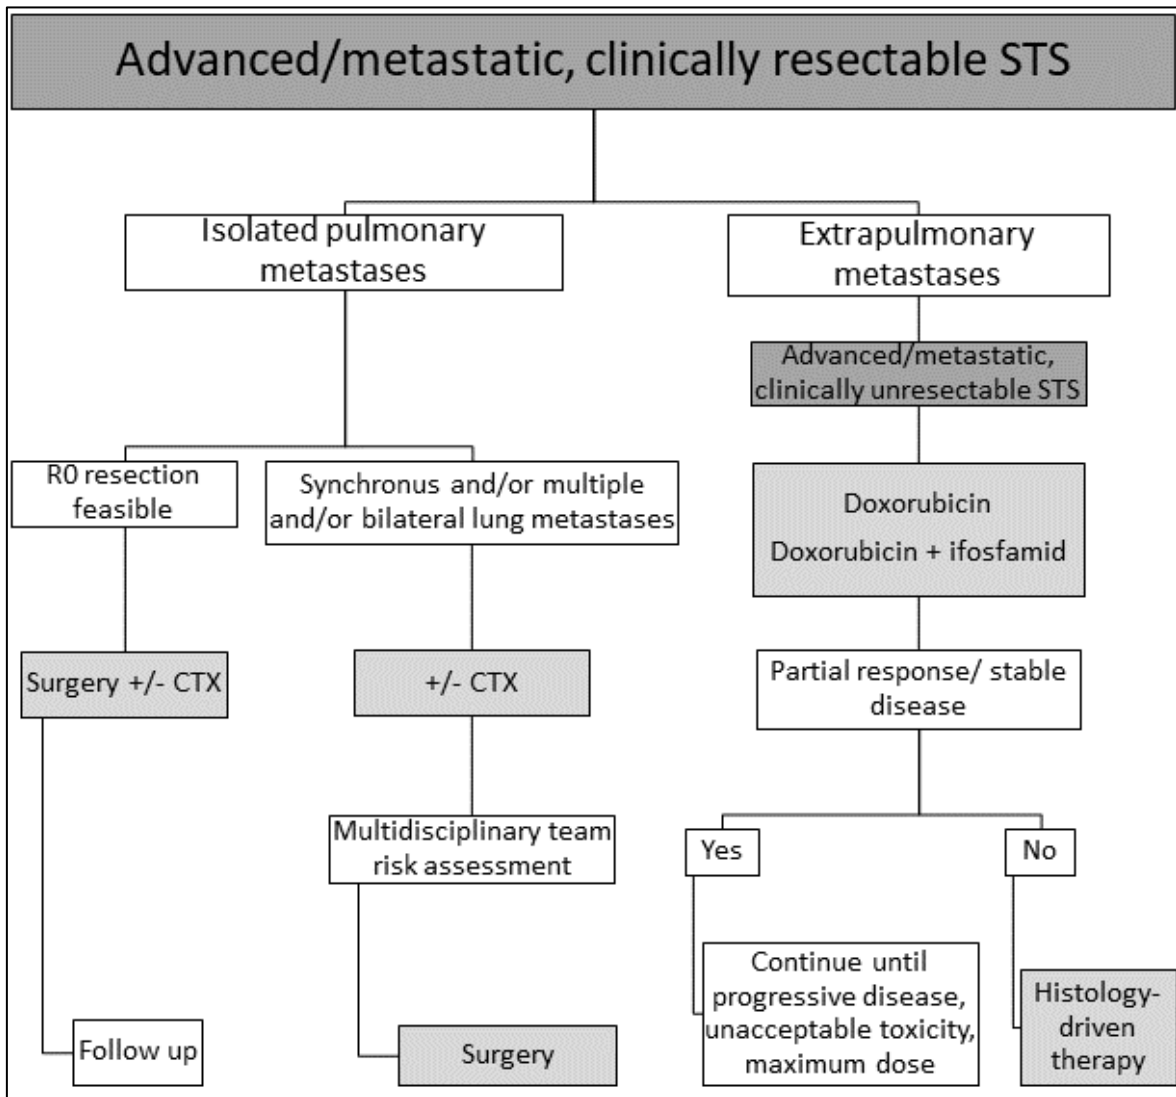 Advanced/metastatic, clinically resectable STS
Isolated pulmonary
metastases
Extrapulmonary
metastases
Advanced/metastatic,
clinically unresectable STS
R0 resection
feasible
Synchronus and/or multiple
and/or bilateral lung metastases
Doxorubicin
Doxorubicin + ifosfamid
Surgery +/- CTX
+/- CTX
Partial response/ stable
disease
Multidisciplinary team
risk assessment
Yes
No
Follow up
Surgery
Continue until
progressive disease,
unacceptable toxicity,
maximum dose
Histology-
driven
therapy